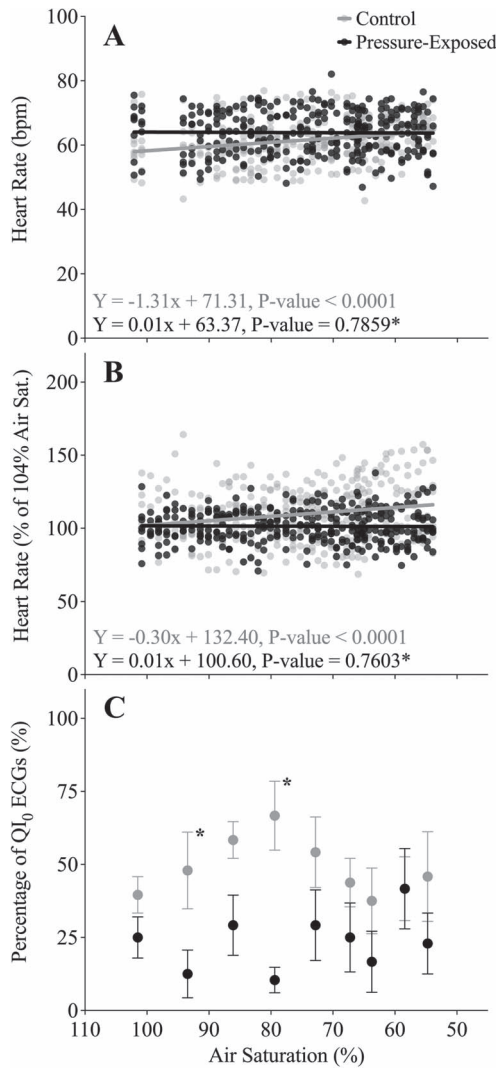 A
Control
Pressure-Exposed
Heart Rate (bpm)
100
80
60
40
20
0
Y = -1.31x + 71.31, P-value < 0.0001
Y = 0.01x + 63.37, P-value = 0.7859*
B
Heart Rate (% of 104% Air Sat.)
200
150
100
50
0
Y = -0.30x + 132.40, P-value < 0.0001
Y = 0.01x + 100.60, P-value = 0.7603*
C
Percentage of QI0 ECGs (%)
100
75
50
25
0
*
*
110 100 90 80 70 60 50
Air Saturation (%)